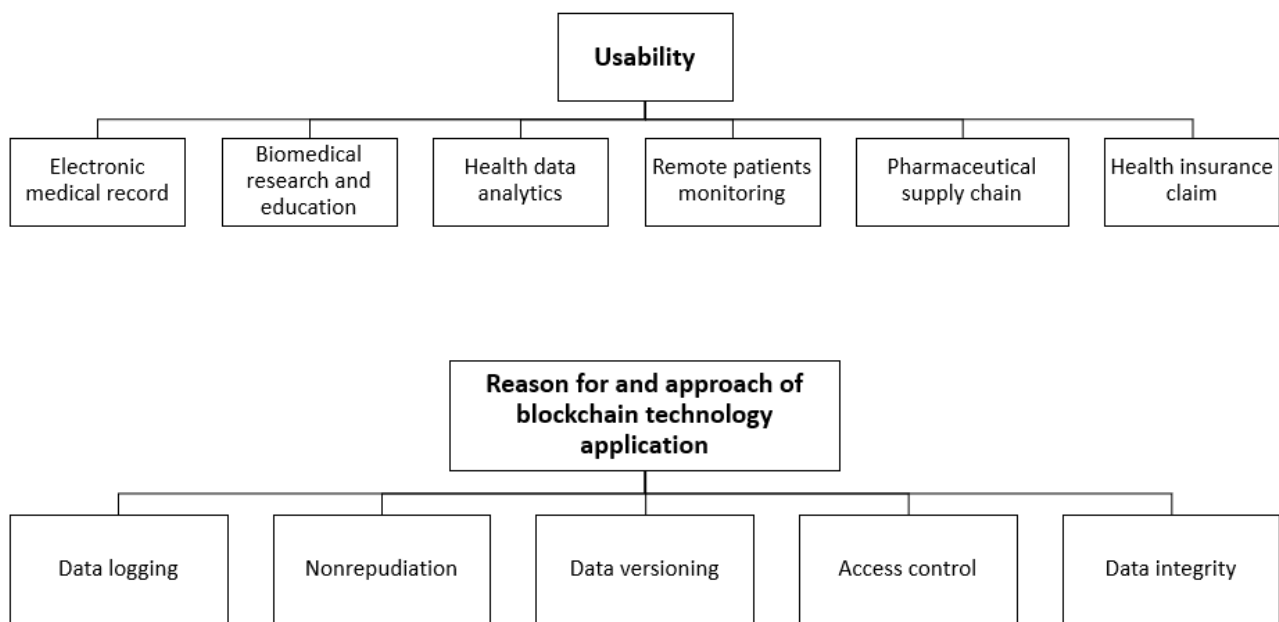 Usability
Electronic
medical record
Biomedical
research and
education
Health data
analytics
Remote patients
monitoring
Pharmaceutical
supply chain
Health insurance
claim
Reason for and approach of
blockchain technology
application
Data logging
Nonrepudiation
Data versioning
Access control
Data integrity